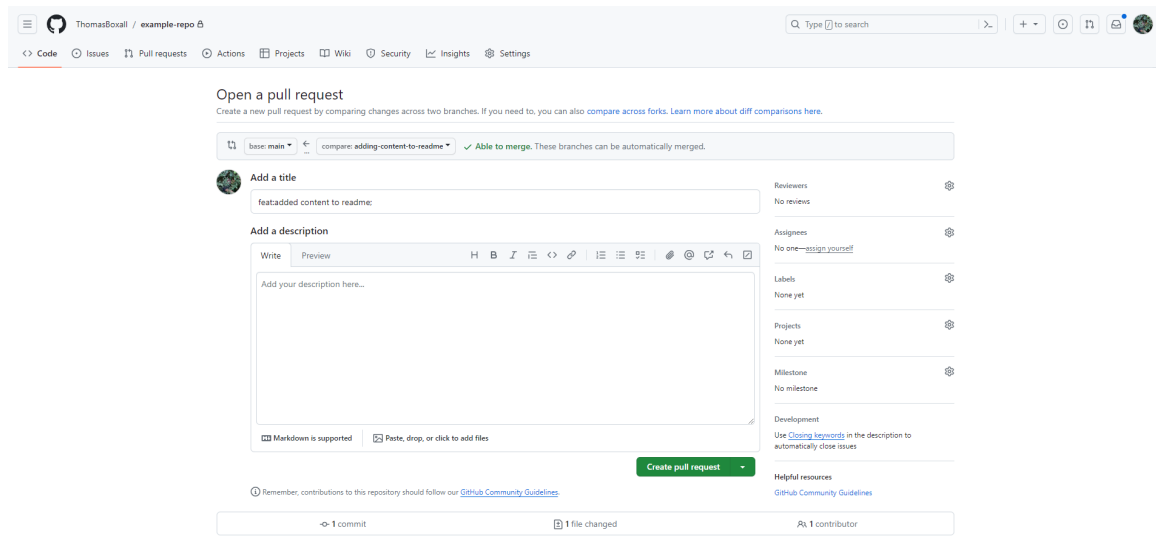 ThomasBoxall / example-repo
Type / to search
Code Issues Pull requests Actions Projects Wiki Security Insights Settings
Open a pull request
Create a new pull request by comparing changes across two branches. If you need to, you can also compare across forks. Learn more about diff comparisons here.
base: main compare: adding-content-to-readme Able to merge. These branches can be automatically merged.
Add a title
feat:added content to readme;
Add a description
Write Preview
Add your description here...
Markdown is supported Paste, drop, or click to add files
Create pull request
Remember, contributions to this repository should follow our GitHub Community Guidelines.
Reviewers
No reviews
Assignees
No one—assign yourself
Labels
None yet
Projects
None yet
Milestone
No milestone
Development
Use Closing keywords in the description to
automatically close issues
Helpful resources
GitHub Community Guidelines
1 commit 1 file changed 1 contributor